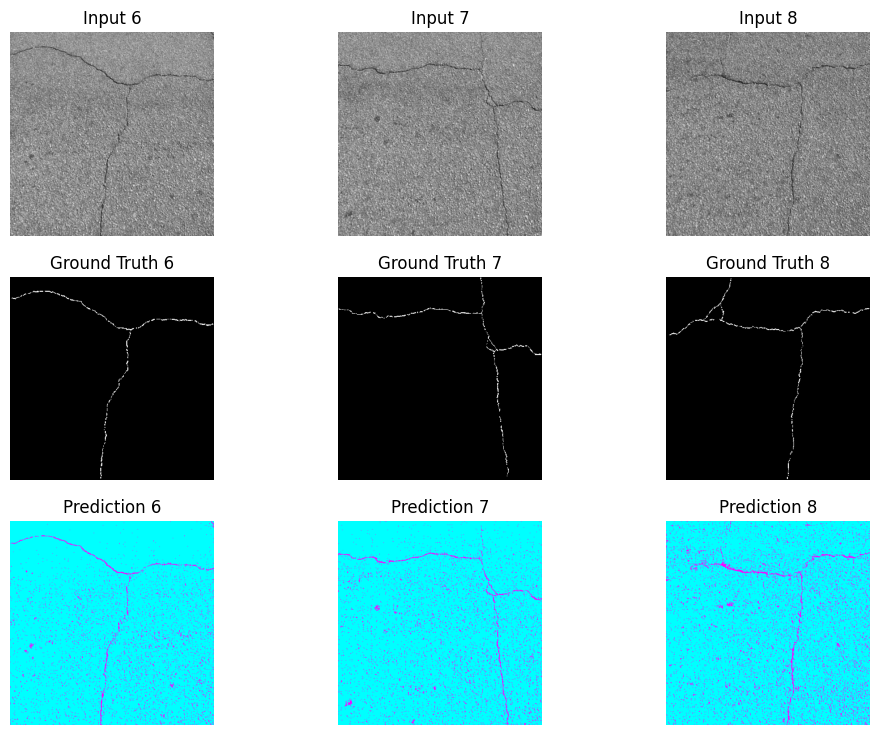 Input 6
Input 7
Input 8
Ground Truth 6
Ground Truth 7
Ground Truth 8
Prediction 6
Prediction 7
Prediction 8